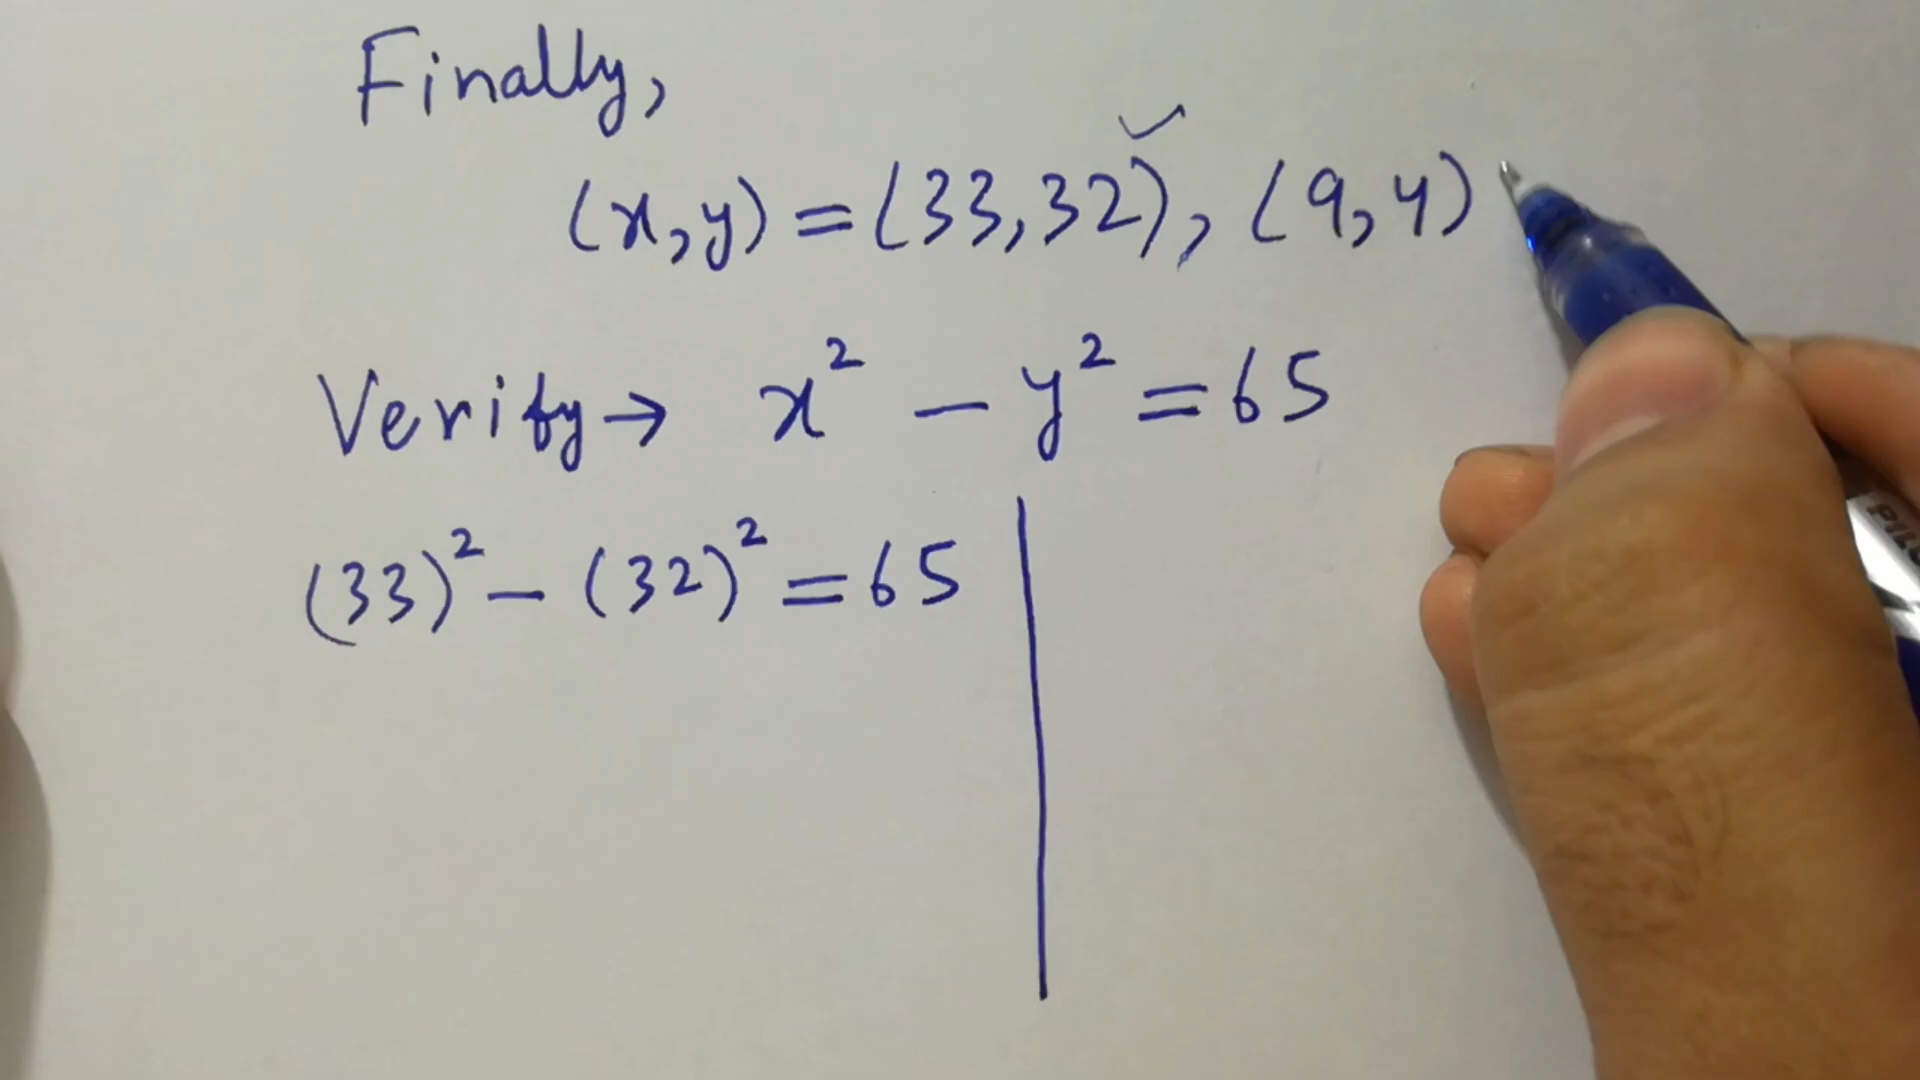 Finally,
(x,y) = (33,32), (9,4)
Verify → x² - y² = 65
(33)² - (32)² = 65